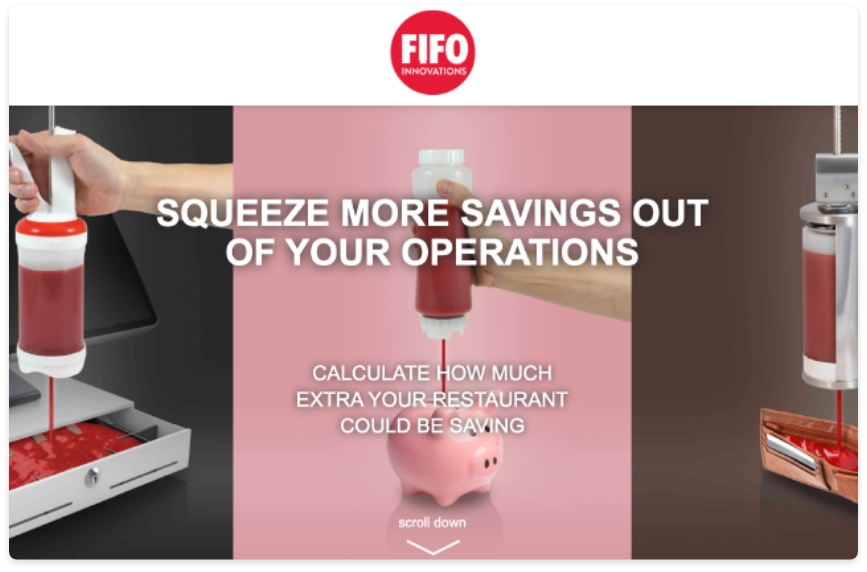 FIFO
INNOVATIONS
SQUEEZE MORE SAVINGS OUT
OF YOUR OPERATIONS
CALCULATE HOW MUCH
EXTRA YOUR RESTAURANT
COULD BE SAVING
scroll down